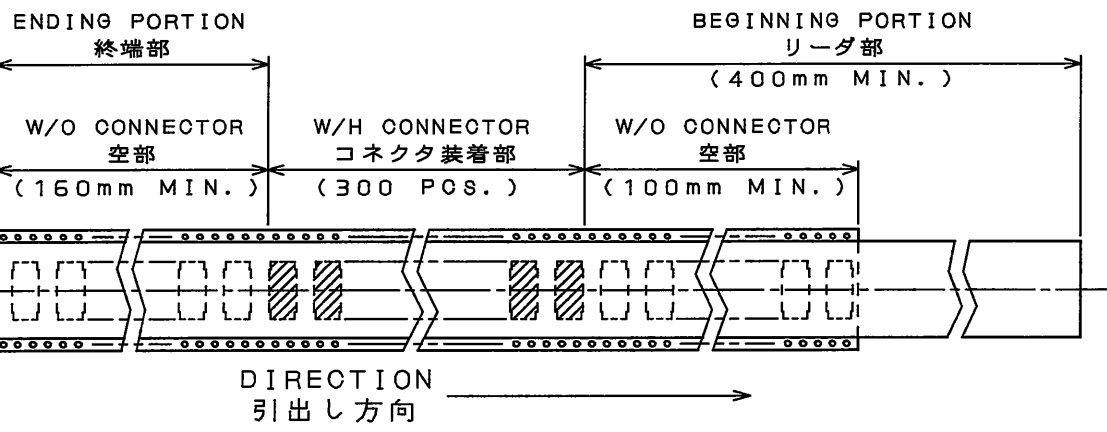 ENDING PORTION
終端部
BEGINNING PORTION
リーダ部
(400mm MIN.)
W/O CONNECTOR
空部
(160mm MIN.)
W/H CONNECTOR
コネクタ装着部
(300 PCS.)
W/O CONNECTOR
空部
(100mm MIN.)
DIRECTION
引出し方向